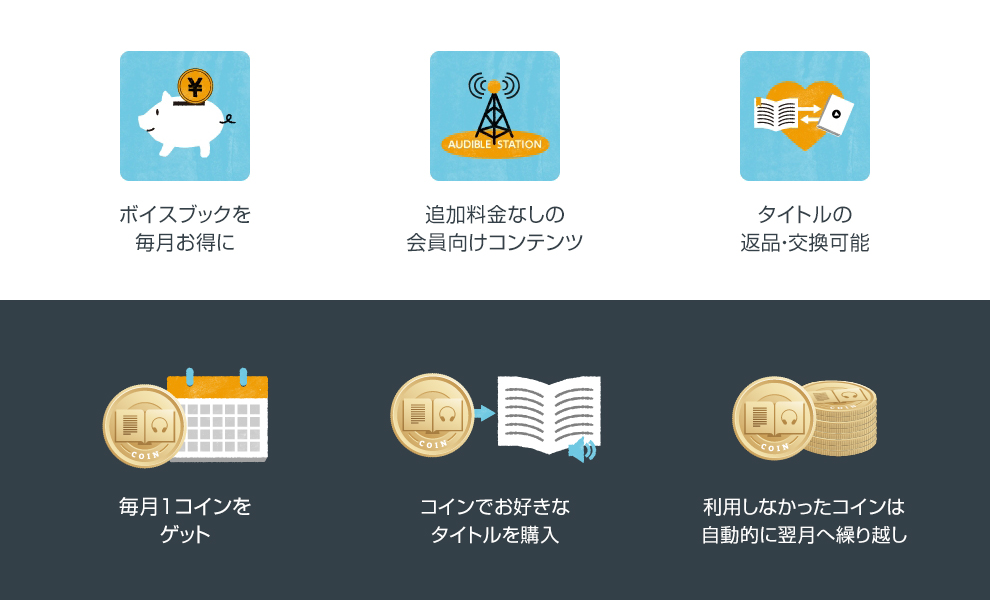 ¥
AUDIBLE STATION
ボイスブックを
毎月お得に
追加料金なしの
会員向けコンテンツ
タイトルの
返品・交換可能
COIN
COIN
COIN
COIN
毎月1コインを
ゲット
コインでお好きな
タイトルを購入
利用しなかったコインは
自動的に翌月へ繰り越し